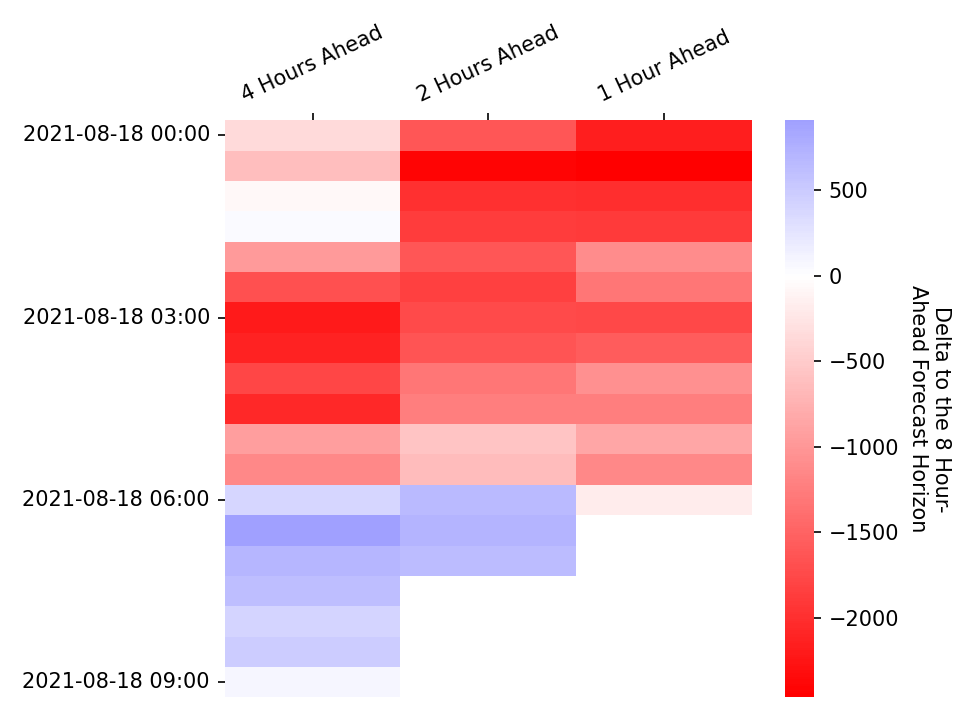 4 Hours Ahead
2 Hours Ahead
1 Hour Ahead
2021-08-18 00:00
2021-08-18 03:00
2021-08-18 06:00
2021-08-18 09:00
500
0
−500
−1000
−1500
−2000
Delta to the 8 Hour-
Ahead Forecast Horizon